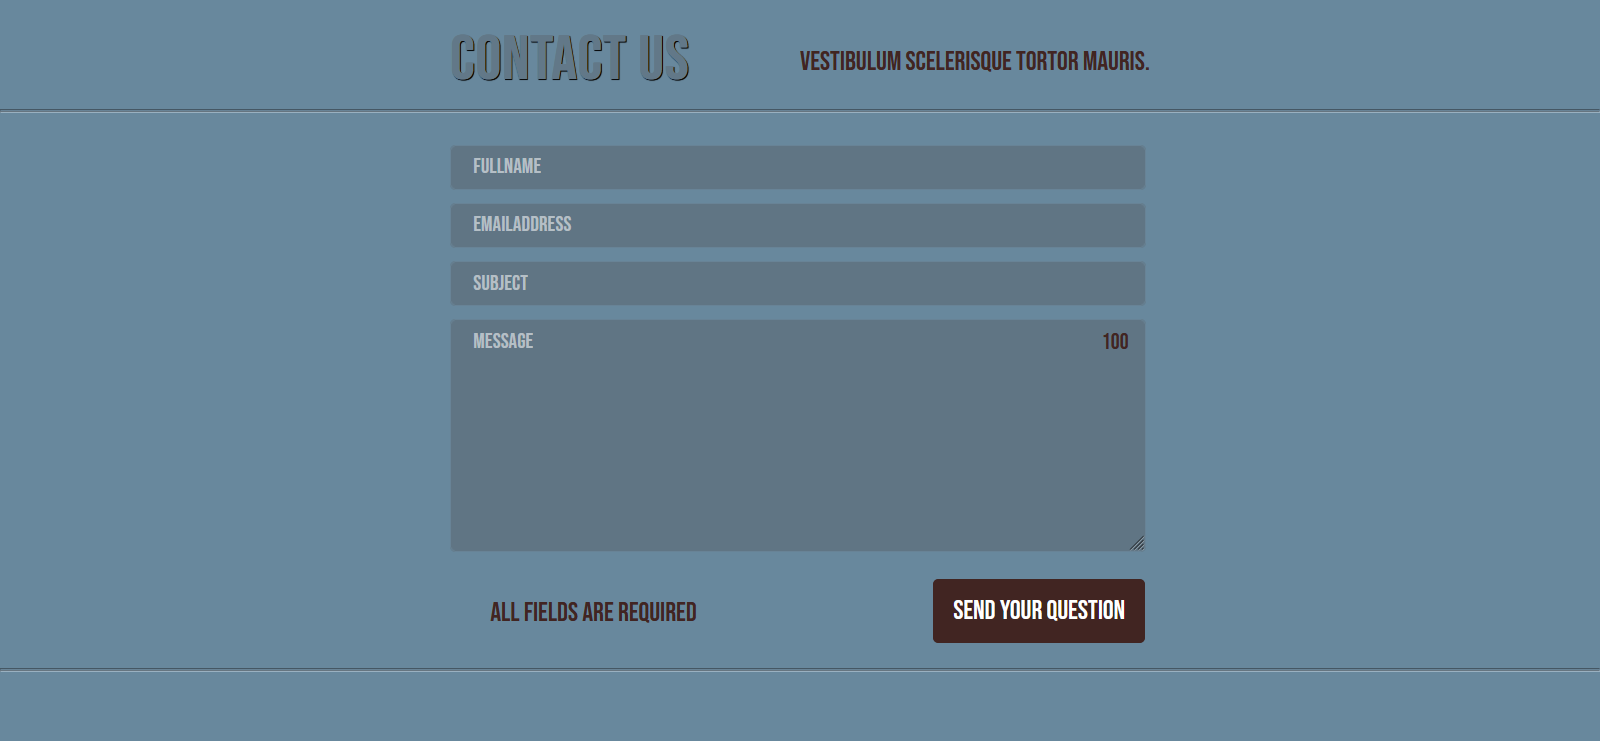 CONTACT US
VESTIBULUM SCELERISQUE TORTOR MAURIS.
FULLNAME
EMAILADDRESS
SUBJECT
MESSAGE
100
ALL FIELDS ARE REQUIRED
SEND YOUR QUESTION